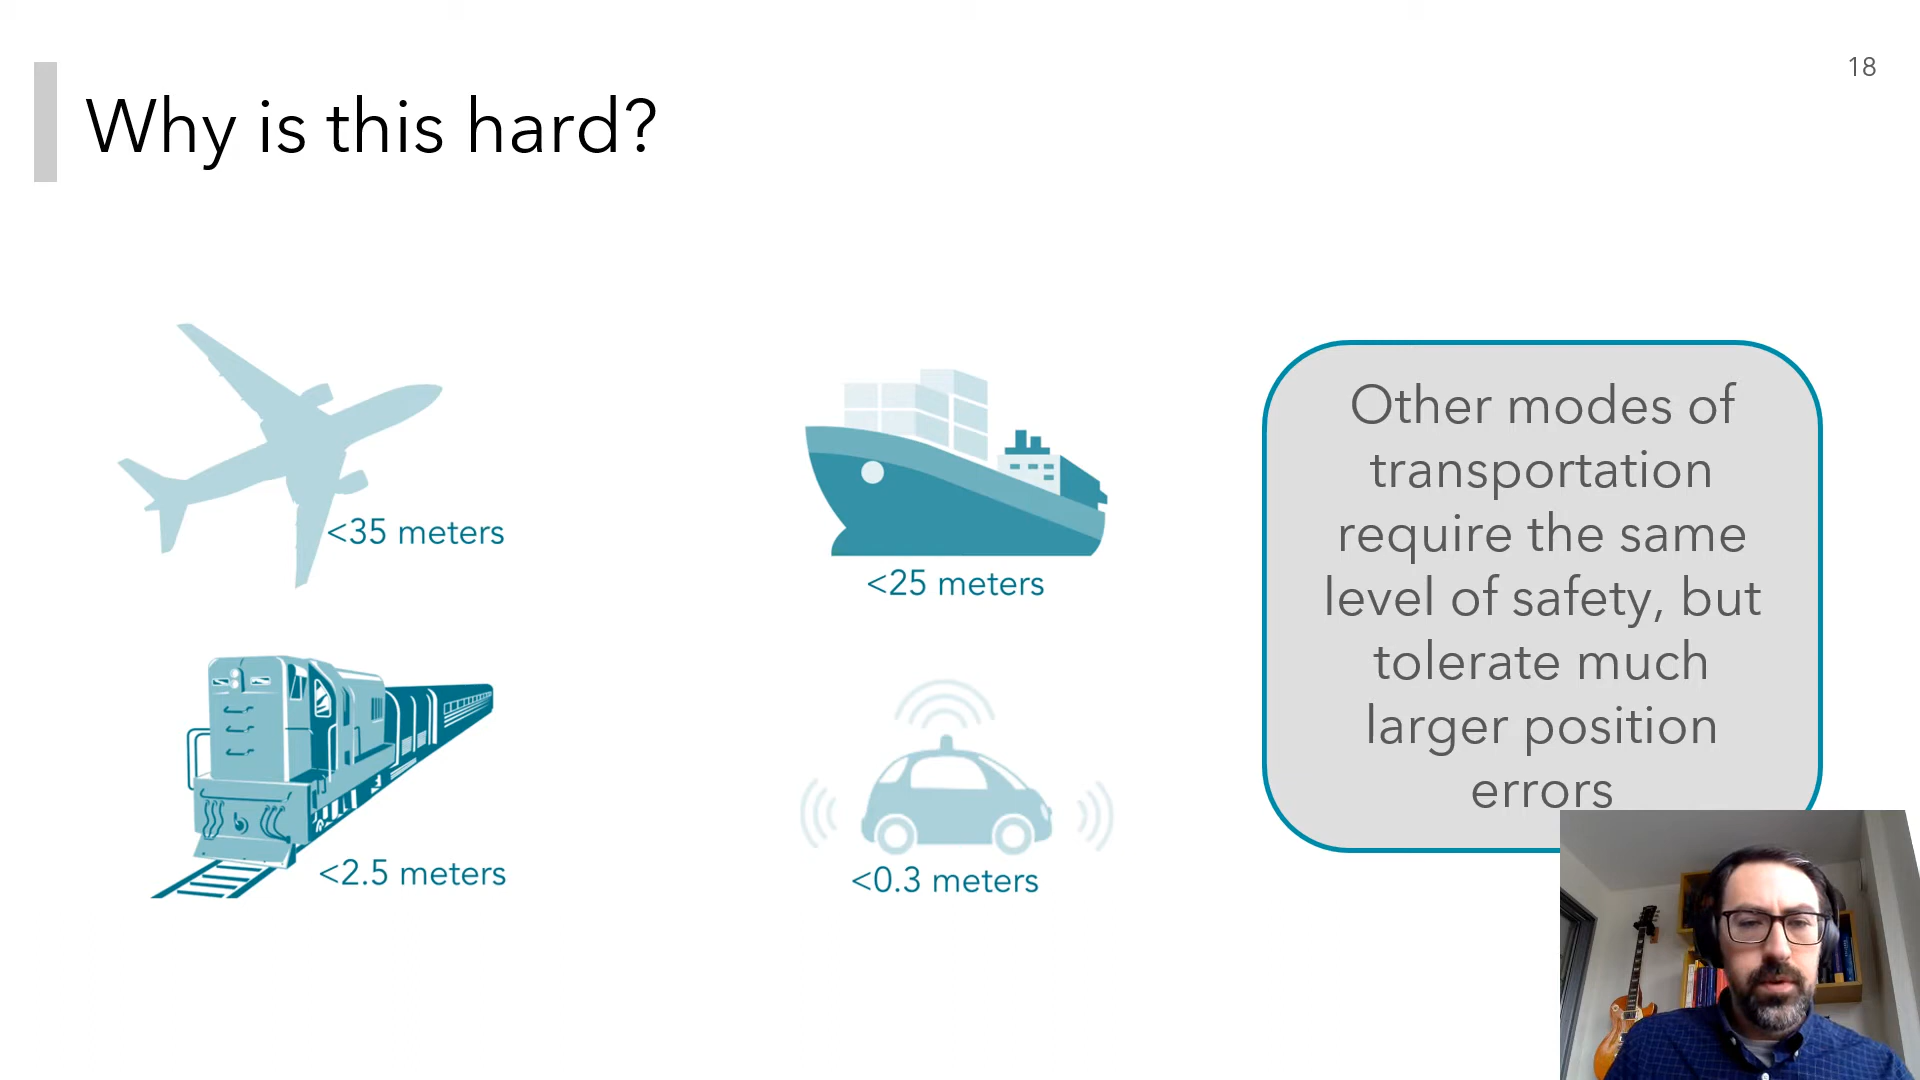 18
Why is this hard?
<35 meters
<25 meters
<2.5 meters
<0.3 meters
Other modes of
transportation
require the same
level of safety, but
tolerate much
larger position
errors